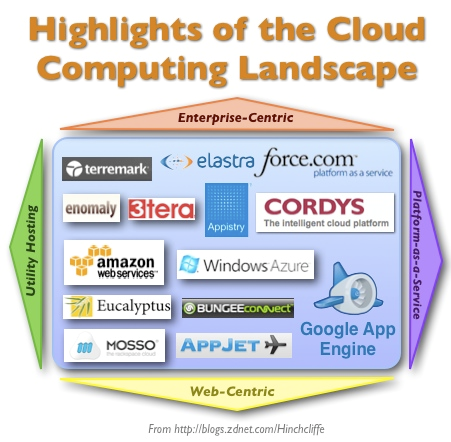 Highlights of the Cloud
Computing Landscape
Enterprise-Centric
Utility Hosting
Platform-as-a-Service
terremark
elastra
force.com™
platform as a service
enomaly
3tera
Appistry
CORDYS
The intelligent cloud platform
amazon
web services™
Windows Azure
Eucalyptus
BUNGEEconnect
Google App
Engine
MOSSO
the rackspace cloud
APPJET
Web-Centric
From http://blogs.zdnet.com/Hinchcliffe